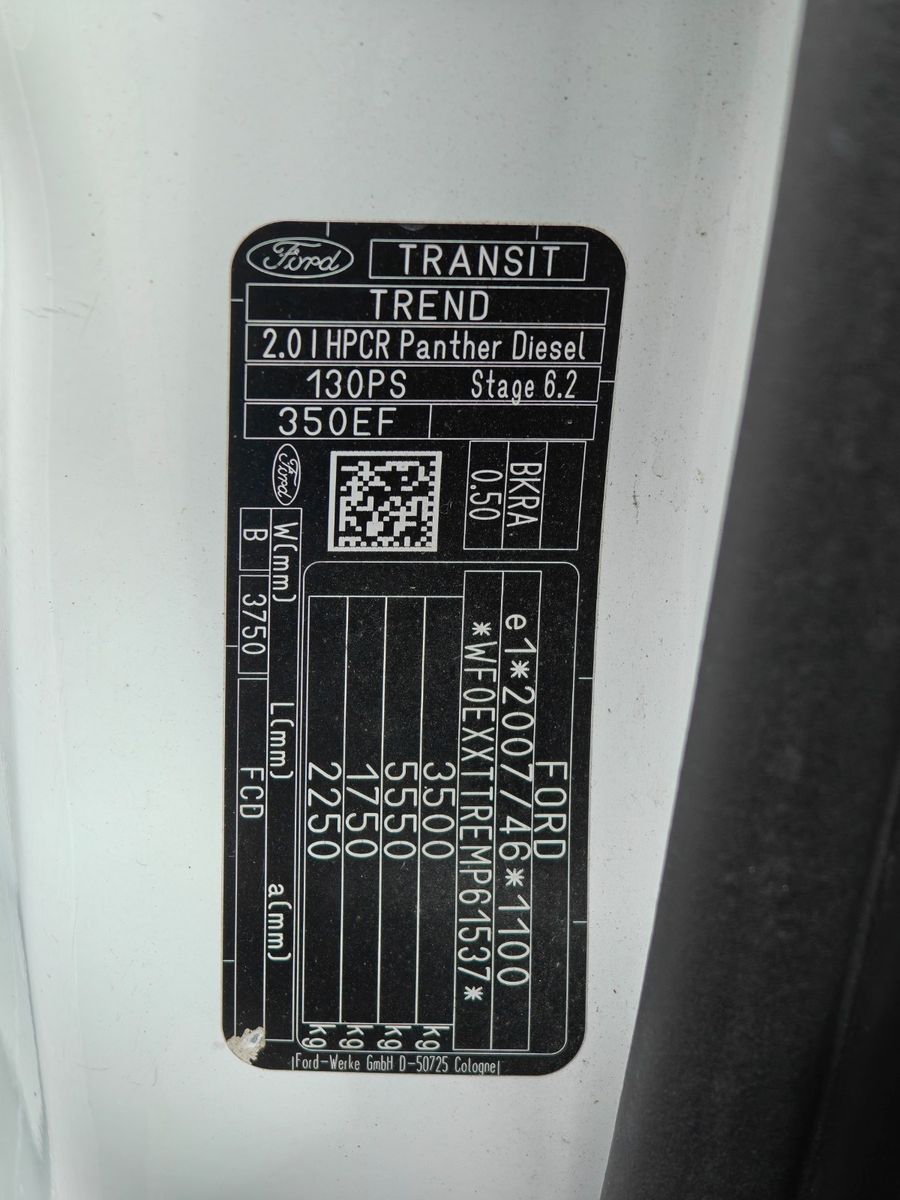 Ford TRANSIT
TREND
2.0 l HPCR Panther Diesel
130PS Stage 6.2
350EF
Ford
BKRA
0.50
FORD
e1*2007/46*1100
*WF0EXXTTREMP61537*
3500 kg
5550 kg
1750 kg
2250 kg
W(mm) L(mm) a(mm)
B 3750 FCD
Ford-Werke GmbH D-50725 Cologne